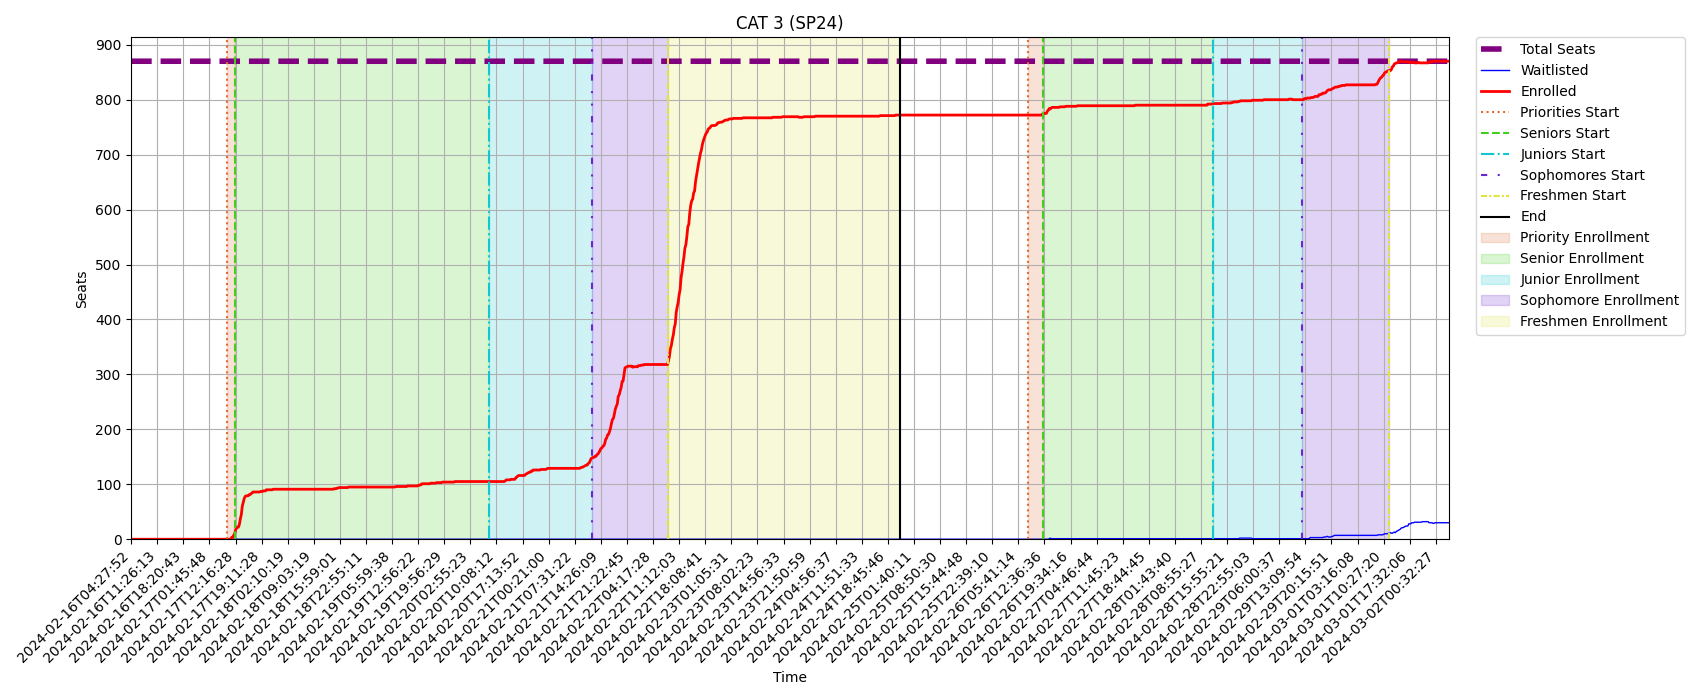 CAT 3 (SP24)
900
800
700
600
500
400
300
200
100
0
Seats
2024-02-16T04:27:52
2024-02-16T11:26:13
2024-02-16T18:20:43
2024-02-17T01:45:48
2024-02-17T12:16:28
2024-02-17T19:11:28
2024-02-18T02:10:19
2024-02-18T09:03:19
2024-02-18T15:59:01
2024-02-18T22:55:11
2024-02-19T05:59:38
2024-02-19T12:56:22
2024-02-19T19:56:29
2024-02-20T02:55:23
2024-02-20T10:08:12
2024-02-20T17:13:52
2024-02-21T00:21:00
2024-02-21T07:31:22
2024-02-21T14:26:09
2024-02-21T21:22:45
2024-02-22T04:17:28
2024-02-22T11:12:03
2024-02-22T18:08:41
2024-02-23T01:05:31
2024-02-23T08:02:23
2024-02-23T14:56:33
2024-02-23T21:50:59
2024-02-24T04:56:37
2024-02-24T11:51:33
2024-02-24T18:45:46
2024-02-25T01:40:11
2024-02-25T08:50:30
2024-02-25T15:44:48
2024-02-25T22:39:10
2024-02-26T05:41:14
2024-02-26T12:36:36
2024-02-26T19:34:16
2024-02-27T04:46:44
2024-02-27T11:45:23
2024-02-27T18:44:45
2024-02-28T01:43:40
2024-02-28T08:55:27
2024-02-28T15:55:21
2024-02-28T22:55:03
2024-02-29T06:00:37
2024-02-29T13:09:54
2024-02-29T20:15:51
2024-03-01T03:16:08
2024-03-01T10:27:20
2024-03-01T17:32:06
2024-03-02T00:32:27
Time
Total Seats
Waitlisted
Enrolled
Priorities Start
Seniors Start
Juniors Start
Sophomores Start
Freshmen Start
End
Priority Enrollment
Senior Enrollment
Junior Enrollment
Sophomore Enrollment
Freshmen Enrollment